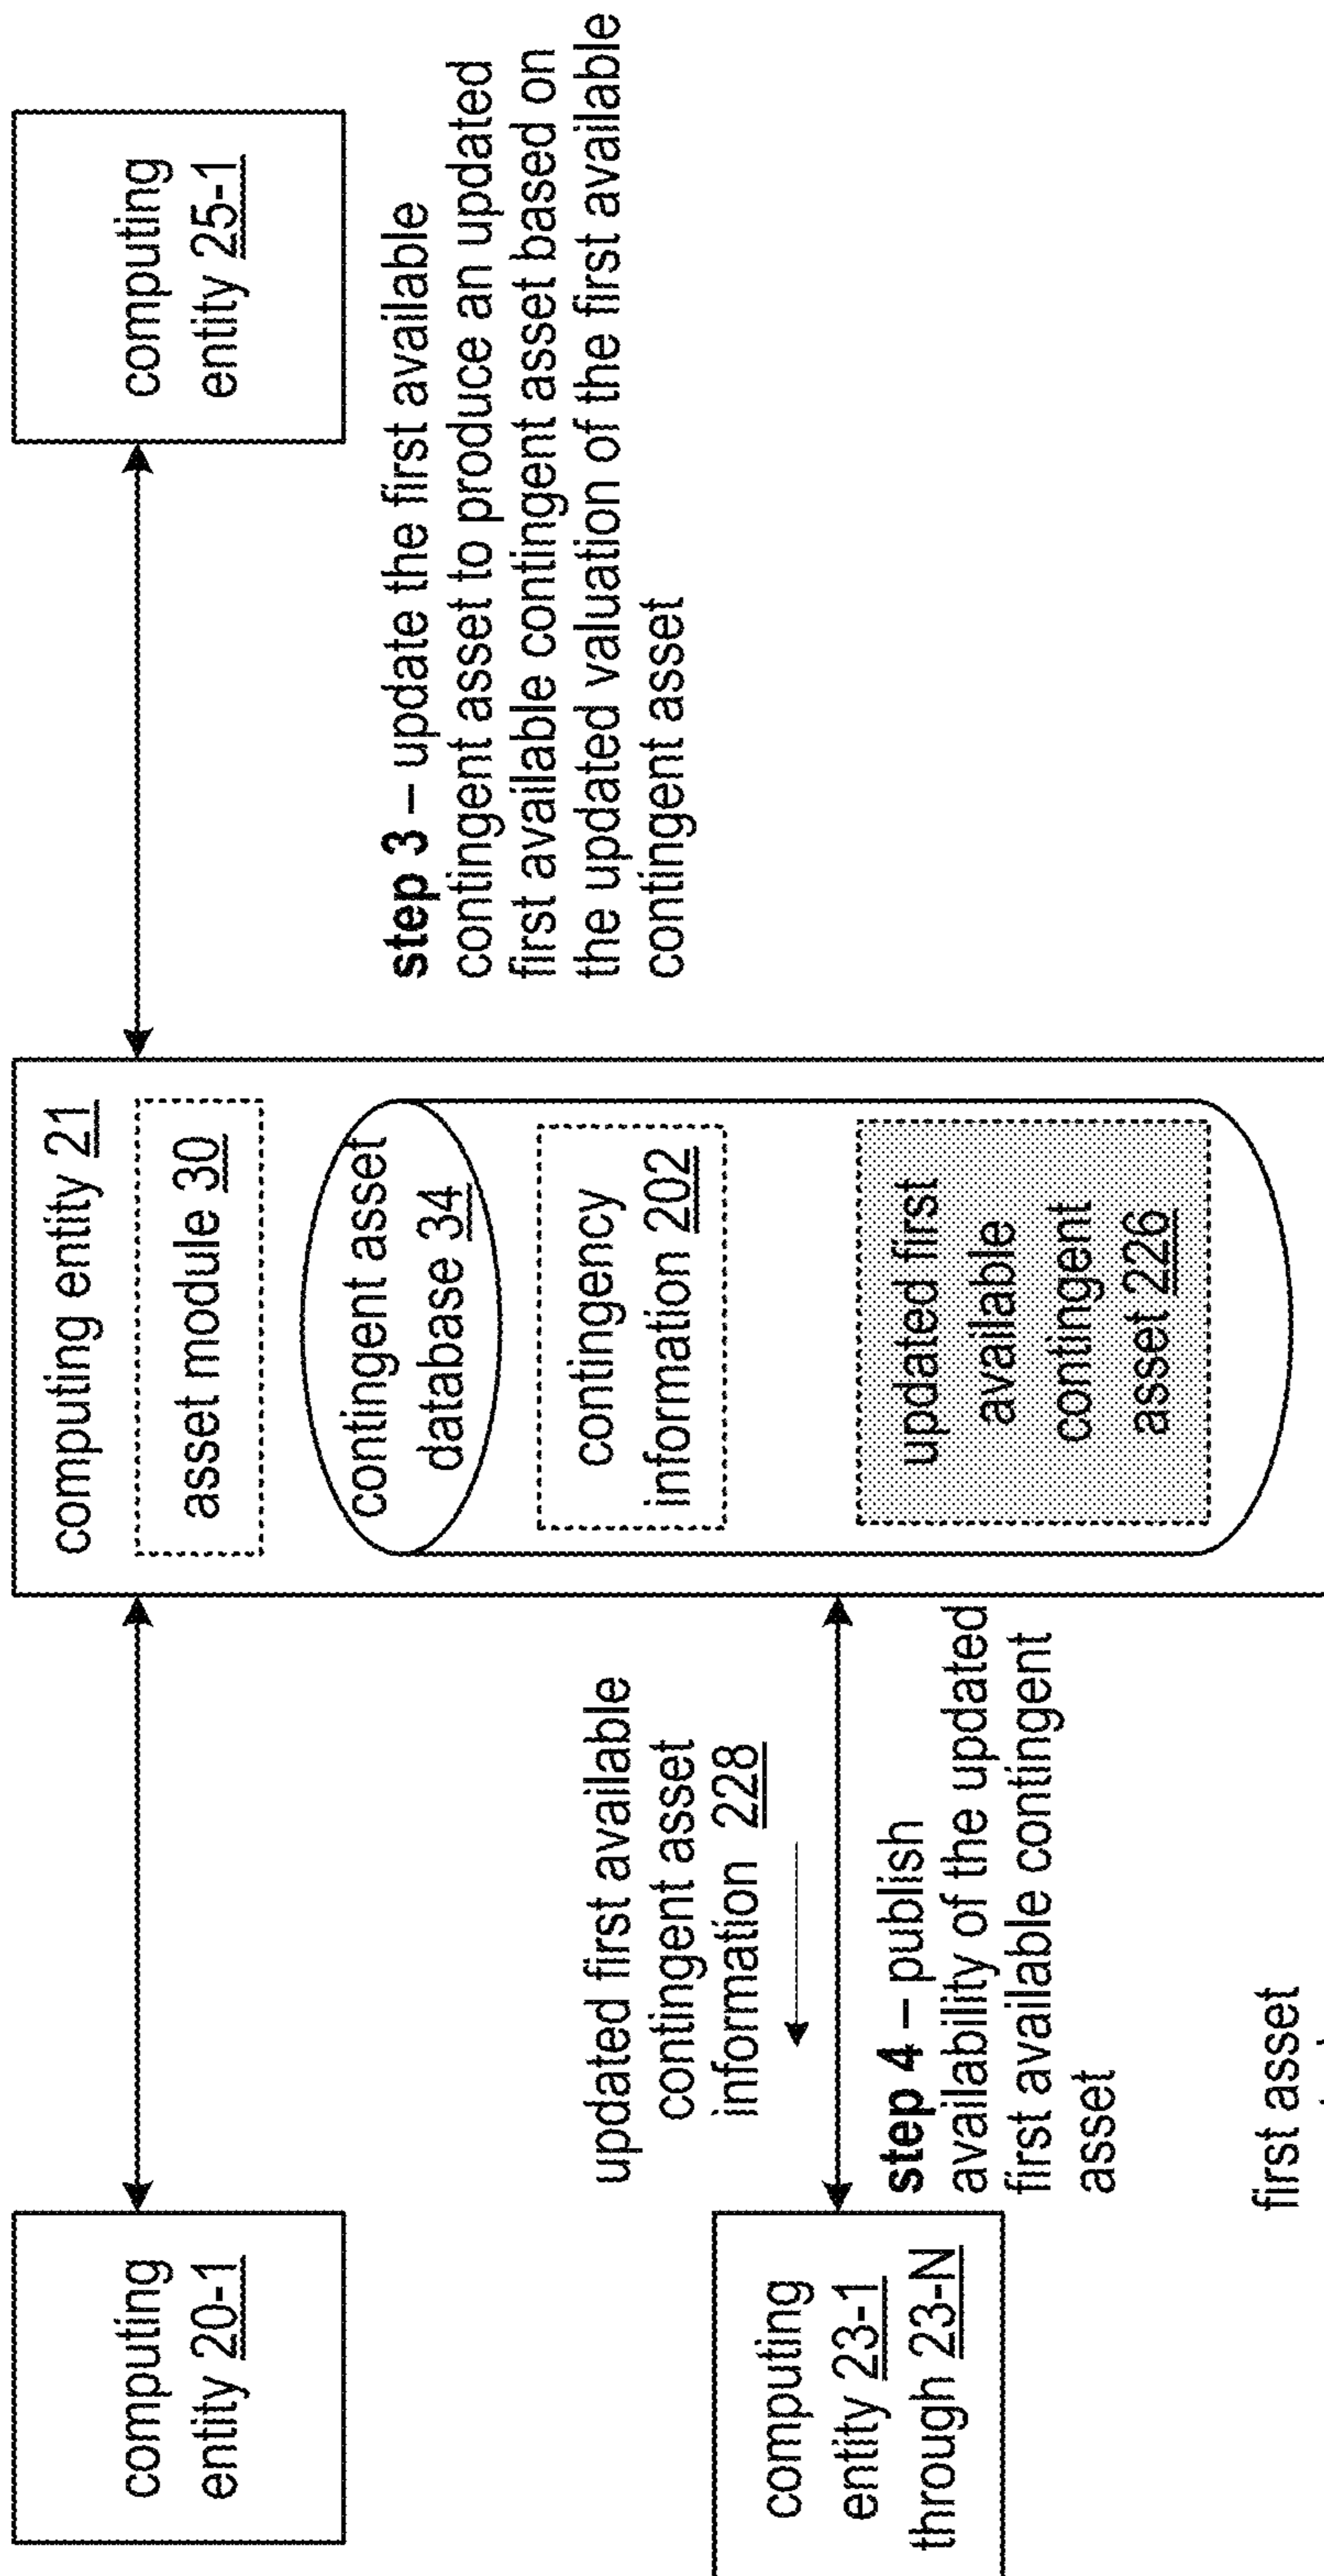 computing
entity 20-1
computing
entity 21
asset module 30
contingent asset
database 34
contingency
information 202
updated first
available
contingent
asset 226
computing
entity 25-1
step 3 – update the first available
contingent asset to produce an updated
first available contingent asset based on
the updated valuation of the first available
contingent asset
updated first available
contingent asset
information 228
computing
entity 23-1
through 23-N
step 4 – publish
availability of the updated
first available contingent
asset
first asset